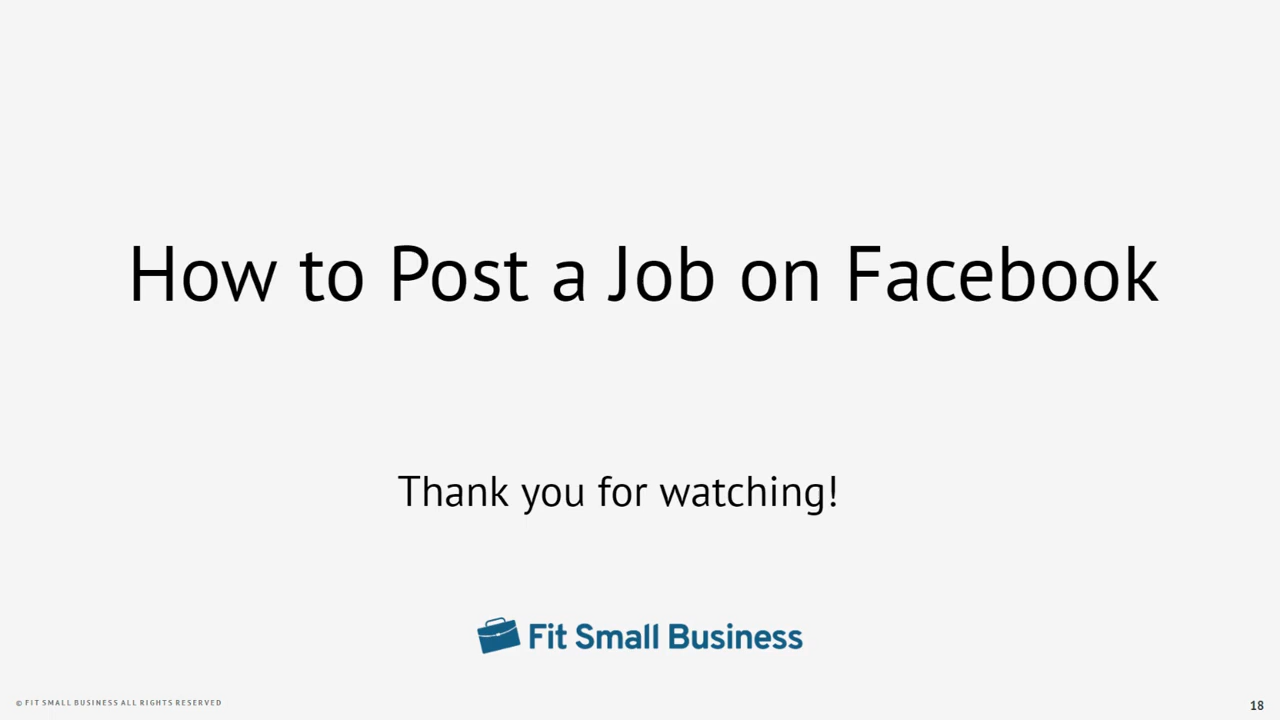 How to Post a Job on Facebook
Thank you for watching!
Fit Small Business
© FIT SMALL BUSINESS ALL RIGHTS RESERVED
18